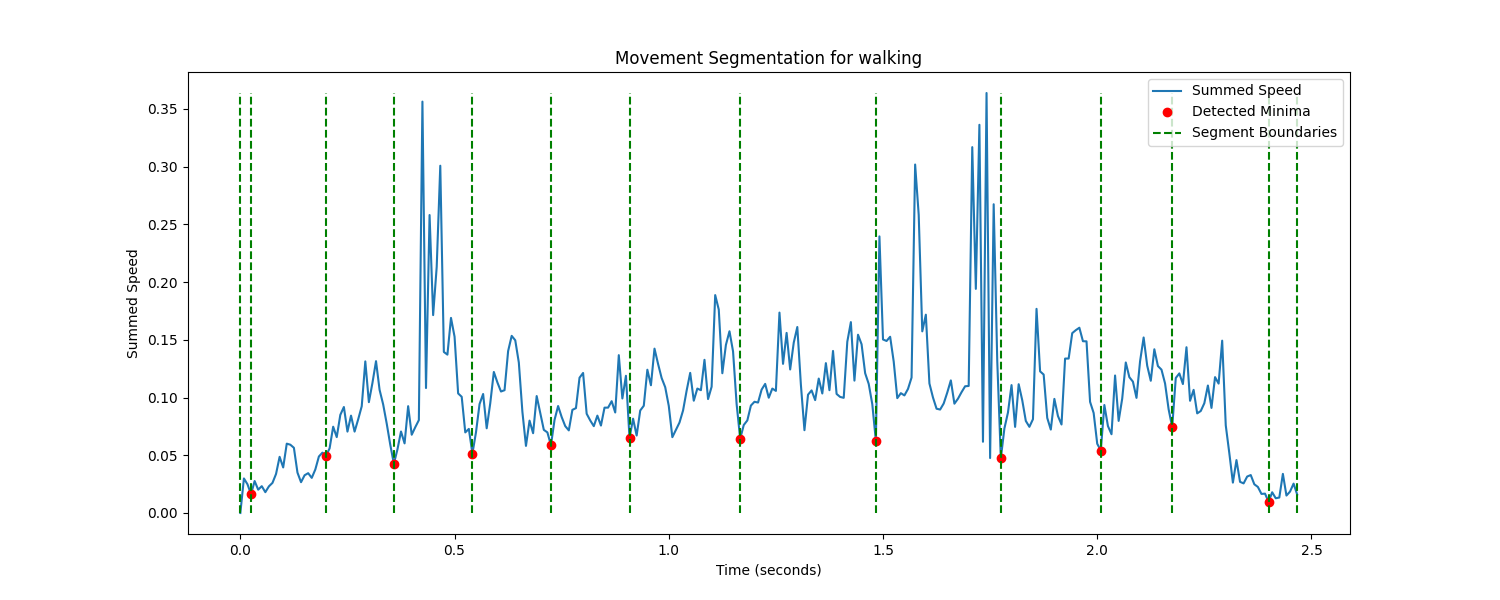 Movement Segmentation for walking
Summed Speed
Detected Minima
Segment Boundaries
0.35
0.30
0.25
0.20
0.15
0.10
0.05
0.00
Summed Speed
0.0 0.5 1.0 1.5 2.0 2.5
Time (seconds)